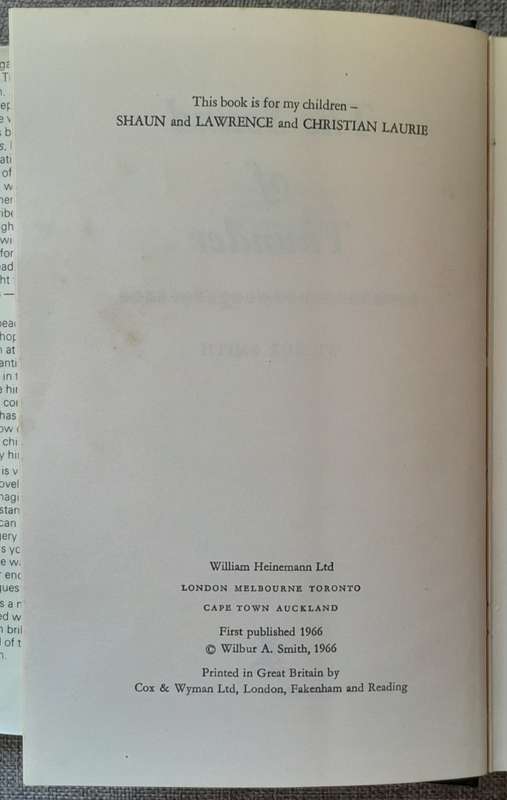 This book is for my children –
SHAUN and LAWRENCE and CHRISTIAN LAURIE
William Heinemann Ltd
LONDON MELBOURNE TORONTO
CAPE TOWN AUCKLAND
First published 1966
© Wilbur A. Smith, 1966
Printed in Great Britain by
Cox & Wyman Ltd, London, Fakenham and Reading